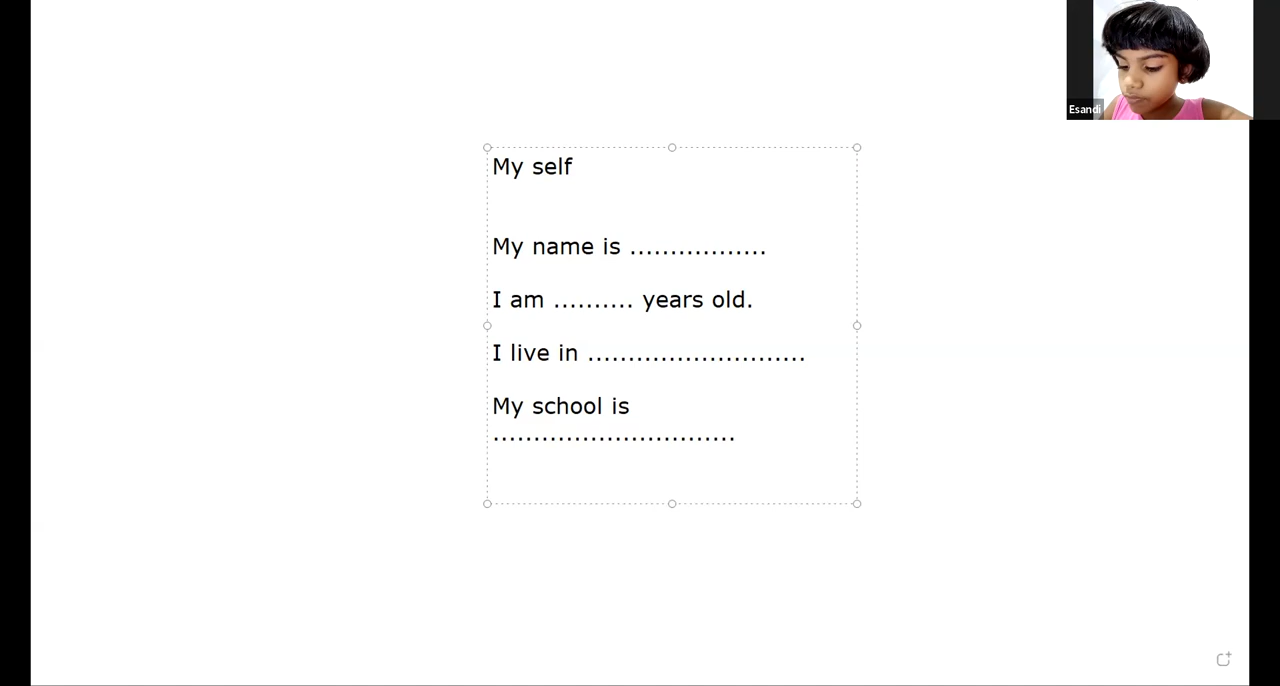 Esandi
My self
My name is .................
I am .......... years old.
I live in ...........................
My school is
..............................